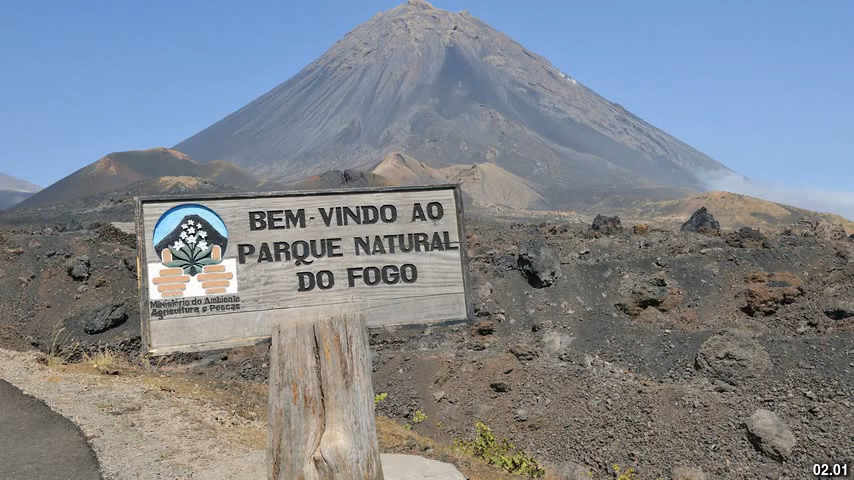 BEM-VINDO AO
PARQUE NATURAL
DO FOGO
Ministério do Ambiente
Agricultura e Pescas
02.01